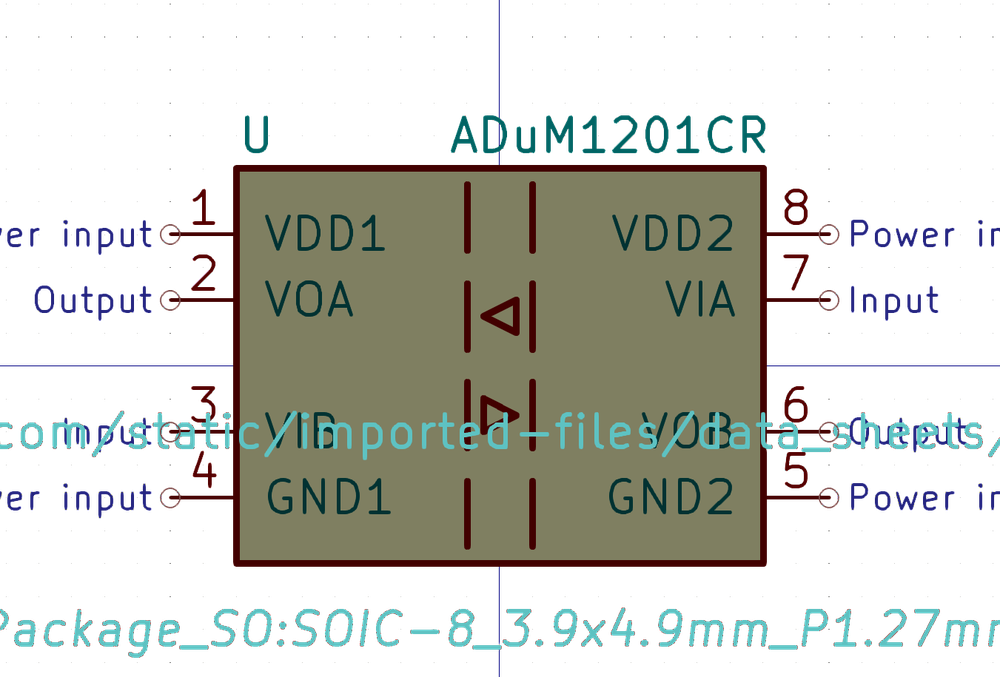 U ADuM1201CR
1 8
ver input VDD1 VDD2 Power in
2 7
Output VOA VIA Input
3 6
Input VIB VOB Output
com/static/imported-files/data_sheets/
4 5
ver input GND1 GND2 Power in
Package_SO:SOIC-8_3.9x4.9mm_P1.27mm